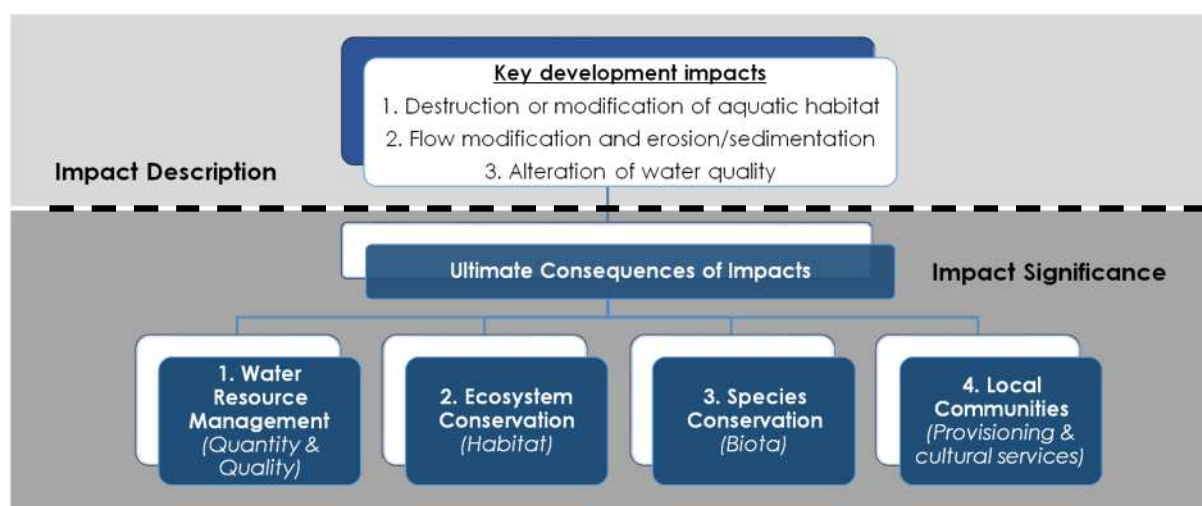 Key development impacts
1. Destruction or modification of aquatic habitat
2. Flow modification and erosion/sedimentation
3. Alteration of water quality
Impact Description
Ultimate Consequences of Impacts
Impact Significance
1. Water
Resource
Management
(Quantity &
Quality)
2. Ecosystem
Conservation
(Habitat)
3. Species
Conservation
(Biota)
4. Local
Communities
(Provisioning &
cultural services)